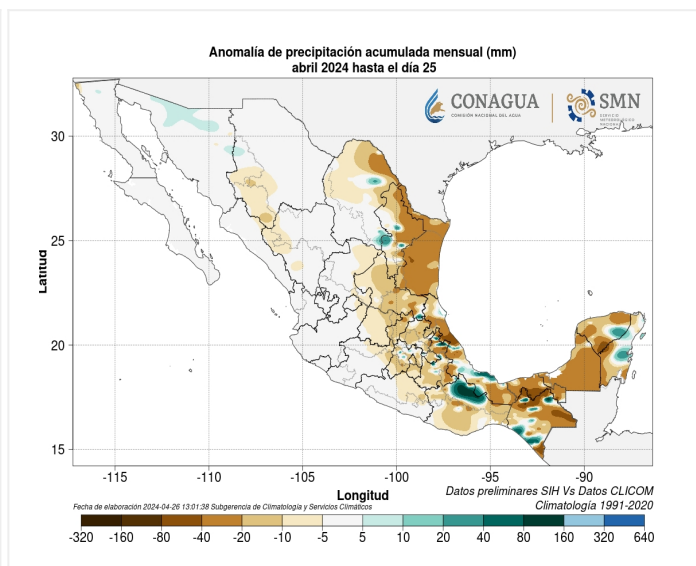 Anomalía de precipitación acumulada mensual (mm)
abril 2024 hasta el día 25
CONAGUA
COMISIÓN NACIONAL DEL AGUA
SMN
SERVICIO
METEOROLÓGICO
NACIONAL
30
25
20
15
Latitud
-115
-110
-105
-100
-95
-90
Longitud
Datos preliminares SIH Vs Datos CLICOM
Climatología 1991-2020
Fecha de elaboración 2024-04-26 13:01:38 Subgerencia de Climatología y Servicios Climáticos
-320 -160 -80 -40 -20 -10 -5 5 10 20 40 80 160 320 640